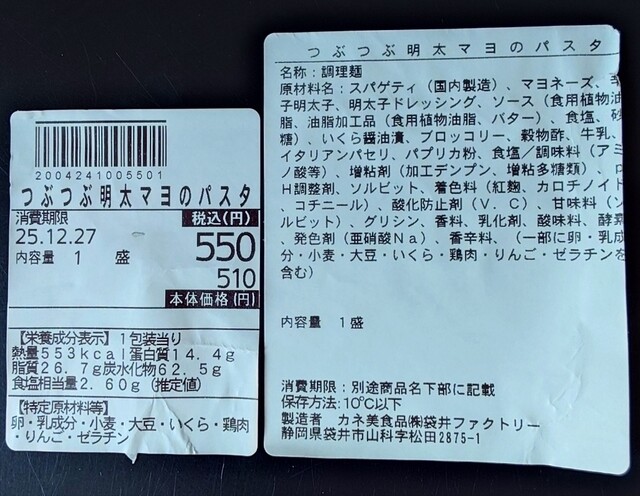 2004241005501
つぶつぶ明太マヨのパスタ
消費期限 税込(円)
25.12.27 550
内容量 1 盛
510
本体価格(円)
【栄養成分表示】1包装当り
熱量553kcal蛋白質14.4g
脂質26.7g炭水化物62.5g
食塩相当量2.60g(推定値)
【特定原材料等】
卵・乳成分・小麦・大豆・いくら・鶏肉
・りんご・ゼラチン
つぶつぶ明太マヨのパスタ
名称：調理麺
原材料名：スパゲティ（国内製造）、マヨネーズ、辛
子明太子、明太子ドレッシング、ソース（食用植物油
脂、油脂加工品（食用植物油脂、バター）、食塩、砂
糖）、いくら醤油漬、ブロッコリー、穀物酢、牛乳、
イタリアンパセリ、パプリカ粉、食塩／調味料（アミ
ノ酸等）、増粘剤（加工デンプン、増粘多糖類）、p
H調整剤、ソルビット、着色料（紅麹、カロチノイド
、コチニール）、酸化防止剤（V．C）、甘味料（ソ
ルビット）、グリシン、香料、乳化剤、酸味料、酵素
、発色剤（亜硝酸Na）、香辛料、（一部に卵・乳成
分・小麦・大豆・いくら・鶏肉・りんご・ゼラチンを
含む）
内容量 1盛
消費期限：別途商品名下部に記載
保存方法:10℃以下
製造者 カネ美食品㈱袋井ファクトリー
静岡県袋井市山科字松田2875-1